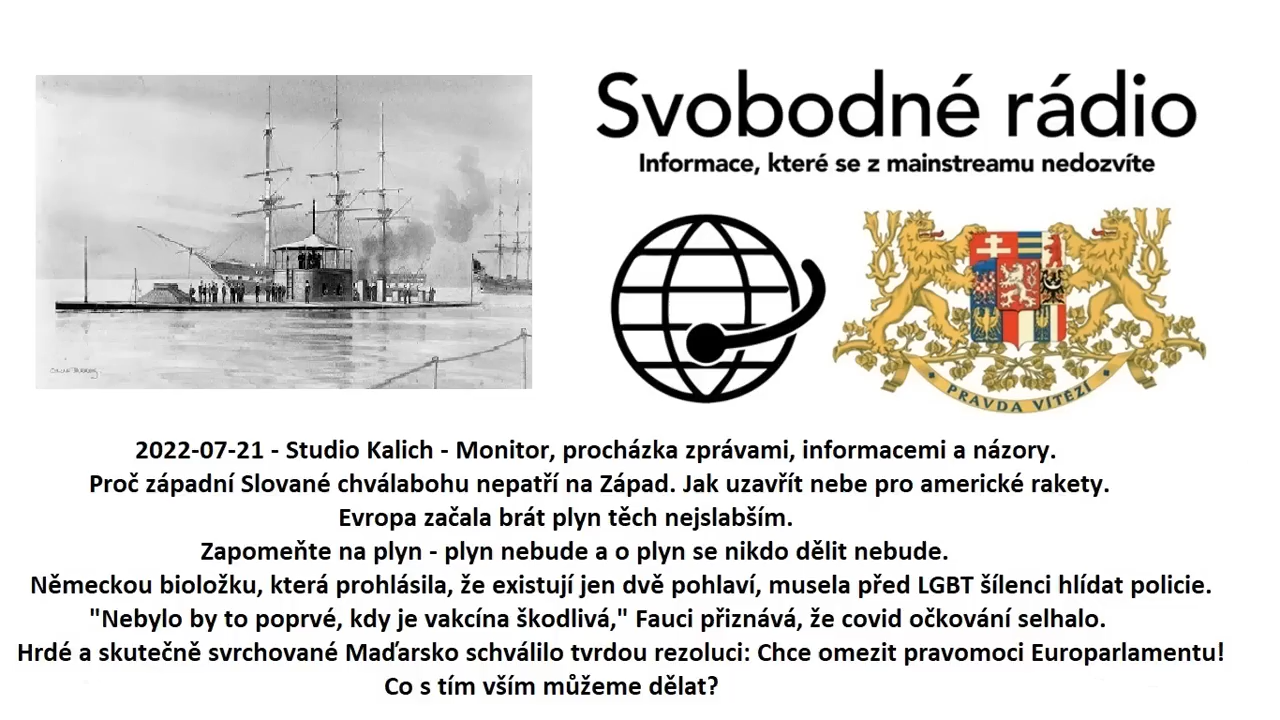 Svobodné rádio
Informace, které se z mainstreamu nedozvíte
PRAVDA VÍTĚZÍ
2022-07-21 - Studio Kalich - Monitor, procházka zprávami, informacemi a názory.
Proč západní Slované chválabohu nepatří na Západ. Jak uzavřít nebe pro americké rakety.
Evropa začala brát plyn těch nejslabším.
Zapomeňte na plyn - plyn nebude a o plyn se nikdo dělit nebude.
Německou bioložku, která prohlásila, že existují jen dvě pohlaví, musela před LGBT šílenci hlídat policie.
"Nebylo by to poprvé, kdy je vakcína škodlivá," Fauci přiznává, že covid očkování selhalo.
Hrdé a skutečně svrchované Maďarsko schválilo tvrdou rezoluci: Chce omezit pravomoci Europarlamentu!
Co s tím vším můžeme dělat?